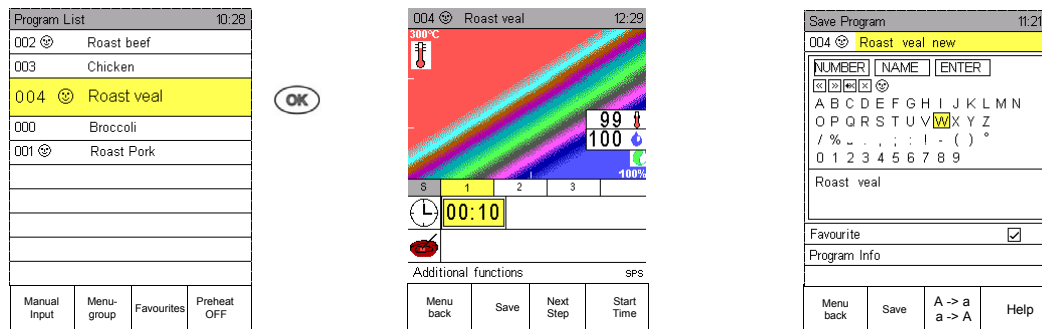 Program List 10:28
002 ☺ Roast beef
003 Chicken
004 ☺ Roast veal
000 Broccoli
001 ☺ Roast Pork
Manual Input
Menu-group
Favourites
Preheat OFF
OK
004 ☺ Roast veal 12:29
300°C
99
100
100%
S 1 2 3
00:10
Additional functions SPS
Menu back
Save
Next Step
Start Time
Save Program 11:21
004 ☺ Roast veal new
NUMBER NAME ENTER
A B C D E F G H I J K L M N
O P Q R S T U V W X Y Z
/ % ⌣ . , ; : ! - ( ) °
0 1 2 3 4 5 6 7 8 9
Roast veal
Favourite ☑
Program Info
Menu back
Save
A -> a
a -> A
Help